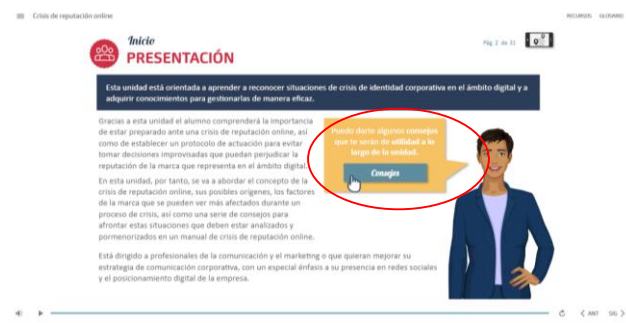 Crisis de reputación online
RECURSOS GLOSARIO
Inicio
PRESENTACIÓN
Pág 2 de 31
Esta unidad está orientada a aprender a reconocer situaciones de crisis de identidad corporativa en el ámbito digital y a
adquirir conocimientos para gestionarlas de manera eficaz.
Gracias a esta unidad el alumno comprenderá la importancia
de estar preparado ante una crisis de reputación online, así
como de establecer un protocolo de actuación para evitar
tomar decisiones improvisadas que puedan perjudicar la
reputación de la marca que representa en el ámbito digital.
En esta unidad, por tanto, se va a abordar el concepto de la
crisis de reputación online, sus posibles orígenes, los factores
de la marca que se pueden ver más afectados durante un
proceso de crisis, así como una serie de consejos para
afrontar estas situaciones que deben estar analizados y
pormenorizados en un manual de crisis de reputación online.
Puedo darte algunos consejos
que te serán de utilidad a lo
largo de la unidad.
Consejos
Está dirigido a profesionales de la comunicación y el marketing o que quieran mejorar su
estrategia de comunicación corporativa, con un especial énfasis a su presencia en redes sociales
y el posicionamiento digital de la empresa.
ANT SIG